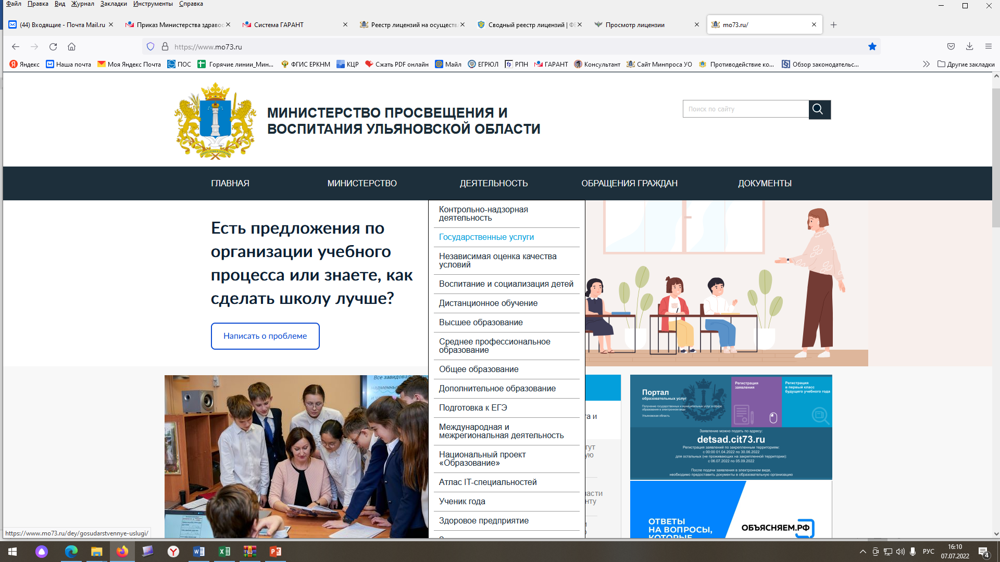 Файл Правка Вид Журнал Закладки Инструменты Справка
(44) Входящие - Почта Mail.ru
Приказ Министерства здравос
Система ГАРАНТ
Реестр лицензий на осуществл
Сводный реестр лицензий | ФЕ
Просмотр лицензии
mo73.ru/
https://www.mo73.ru
Яндекс
Наша почта
Моя Яндекс Почта
ПОС
Горячие линии_Мин...
ФГИС ЕРКНМ
КЦР
Сжать PDF онлайн
Майл
ЕГРЮЛ
fp РПН
ГАРАНТ
Консультант
Сайт Минпроса УО
Противодействие ко...
Обзор законодательс...
Другие закладки
МИНИСТЕРСТВО ПРОСВЕЩЕНИЯ И
ВОСПИТАНИЯ УЛЬЯНОВСКОЙ ОБЛАСТИ
Поиск по сайту
ГЛАВНАЯ
МИНИСТЕРСТВО
ДЕЯТЕЛЬНОСТЬ
ОБРАЩЕНИЯ ГРАЖДАН
ДОКУМЕНТЫ
Есть предложения по
организации учебного
процесса или знаете, как
сделать школу лучше?
Написать о проблеме
Контрольно-надзорная
деятельность
Государственные услуги
Независимая оценка качества
условий
Воспитание и социализация детей
Дистанционное обучение
Высшее образование
Среднее профессиональное
образование
Общее образование
Дополнительное образование
Подготовка к ЕГЭ
Международная и
межрегиональная деятельность
Национальный проект
«Образование»
Атлас IT-специальностей
Ученик года
Здоровое предприятие
Портал
образовательных услуг
Получение государственных и муниципальных услуг в сфере
образования в электронном виде
Ульяновская область
Регистрация
заявления
Регистрация
в первый класс
будущего учебного года
Заявление можно подать по адресу:
detsad.cit73.ru
Регистрация заявлений по закрепленным территориям:
с 00:00 01.04.2022 по 30.06.2022
для остальных (не проживающих на закрепленной территории):
с 06.07.2022 по 05.09.2022
После подачи заявления в электронном виде,
необходимо предоставить документы в образовательную организацию
ОТВЕТЫ
НА ВОПРОСЫ,
КОТОРЫЕ
ОБЪЯСНЯЕМ.РФ
https://www.mo73.ru/dey/gosudarstvennye-uslugi/
РУС
16:10
07.07.2022
4